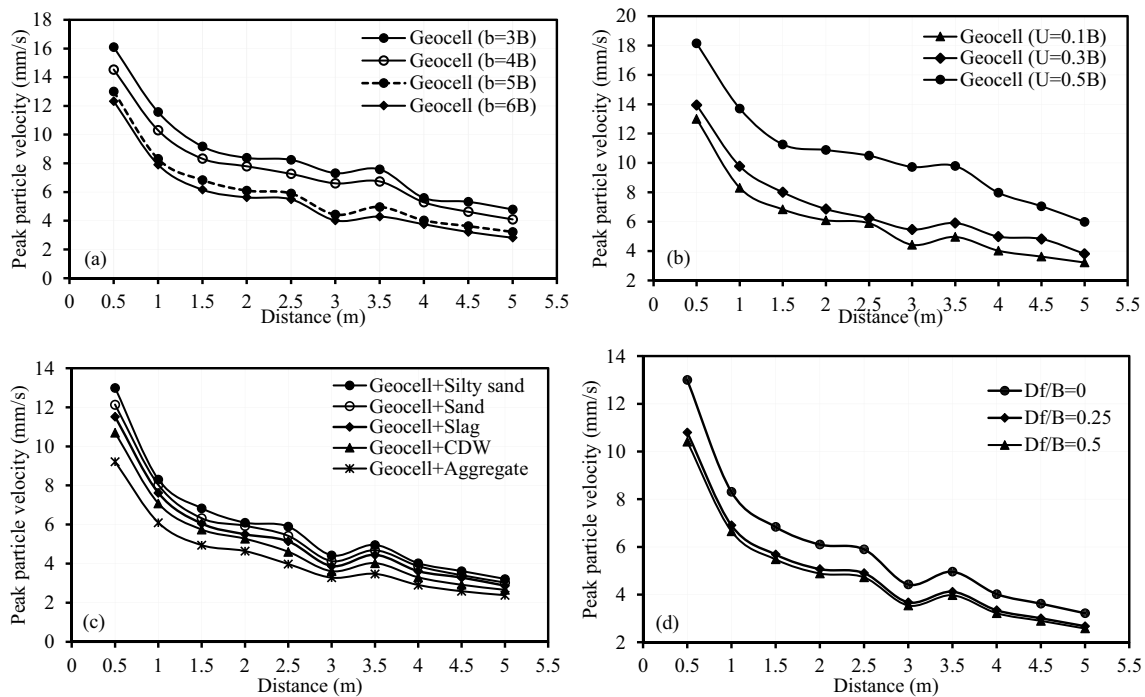 18
16
14
12
10
8
6
4
2
0
Peak particle velocity (mm/s)
Geocell (b=3B)
Geocell (b=4B)
Geocell (b=5B)
Geocell (b=6B)
(a)
0 0.5 1 1.5 2 2.5 3 3.5 4 4.5 5 5.5
Distance (m)
20
18
16
14
12
10
8
6
4
2
Peak particle velocity (mm/s)
Geocell (U=0.1B)
Geocell (U=0.3B)
Geocell (U=0.5B)
(b)
0 0.5 1 1.5 2 2.5 3 3.5 4 4.5 5 5.5
Distance (m)
14
12
10
8
6
4
2
0
Peak particle velocity (mm/s)
Geocell+Silty sand
Geocell+Sand
Geocell+Slag
Geocell+CDW
Geocell+Aggregate
(c)
0 0.5 1 1.5 2 2.5 3 3.5 4 4.5 5 5.5
Distance (m)
14
12
10
8
6
4
2
Peak particle velocity (mm/s)
Df/B=0
Df/B=0.25
Df/B=0.5
(d)
0 0.5 1 1.5 2 2.5 3 3.5 4 4.5 5 5.5
Distance (m)